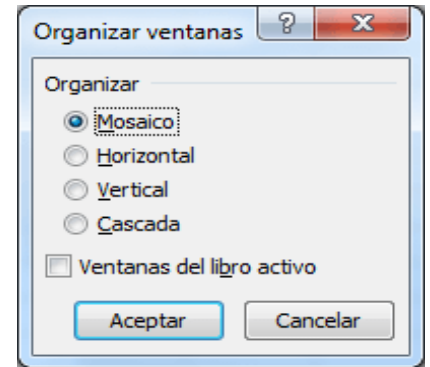 Organizar ventanas
Organizar
Mosaico
Horizontal
Vertical
Cascada
Ventanas del libro activo
Aceptar Cancelar